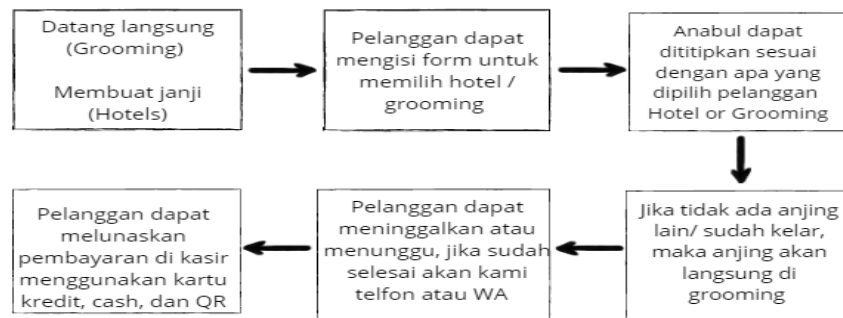 Datang langsung
(Grooming)
Membuat janji
(Hotels)
Pelanggan dapat
mengisi form untuk
memilih hotel /
grooming
Anabul dapat
dititipkan sesuai
dengan apa yang
dipilih pelanggan
Hotel or Grooming
Jika tidak ada anjing
lain/ sudah kelar,
maka anjing akan
langsung di
grooming
Pelanggan dapat
meninggalkan atau
menunggu, jika sudah
selesai akan kami
telfon atau WA
Pelanggan dapat
melunaskan
pembayaran di kasir
menggunakan kartu
kredit, cash, dan QR